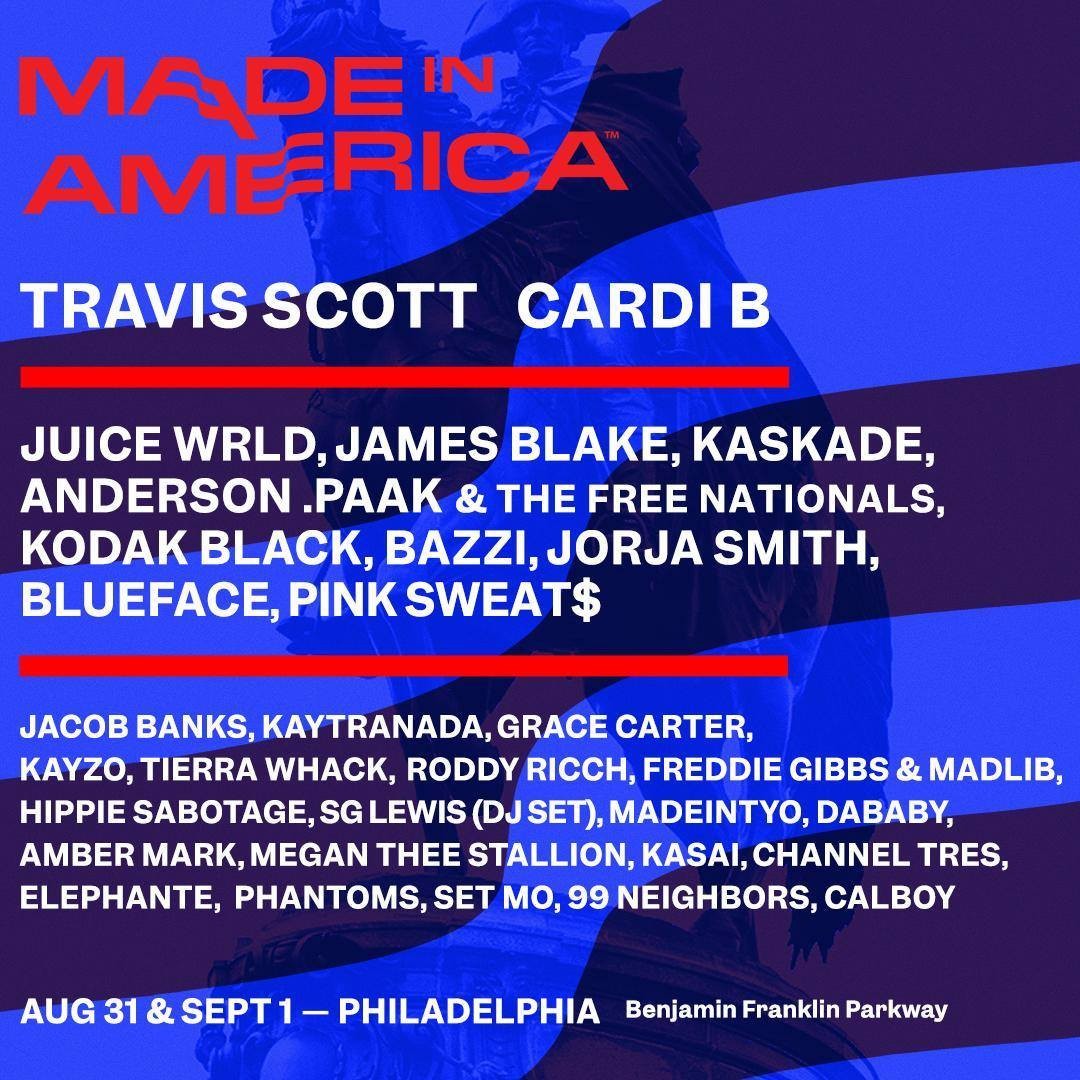 MADE IN
AMERICA™
TRAVIS SCOTT CARDI B
JUICE WRLD, JAMES BLAKE, KASKADE,
ANDERSON .PAAK & THE FREE NATIONALS,
KODAK BLACK, BAZZI, JORJA SMITH,
BLUEFACE, PINK SWEAT$
JACOB BANKS, KAYTRANADA, GRACE CARTER,
KAYZO, TIERRA WHACK, RODDY RICCH, FREDDIE GIBBS & MADLIB,
HIPPIE SABOTAGE, SG LEWIS (DJ SET), MADEINTYO, DABABY,
AMBER MARK, MEGAN THEE STALLION, KASAI, CHANNEL TRES,
ELEPHANTE, PHANTOMS, SET MO, 99 NEIGHBORS, CALBOY
AUG 31 & SEPT 1 — PHILADELPHIA Benjamin Franklin Parkway